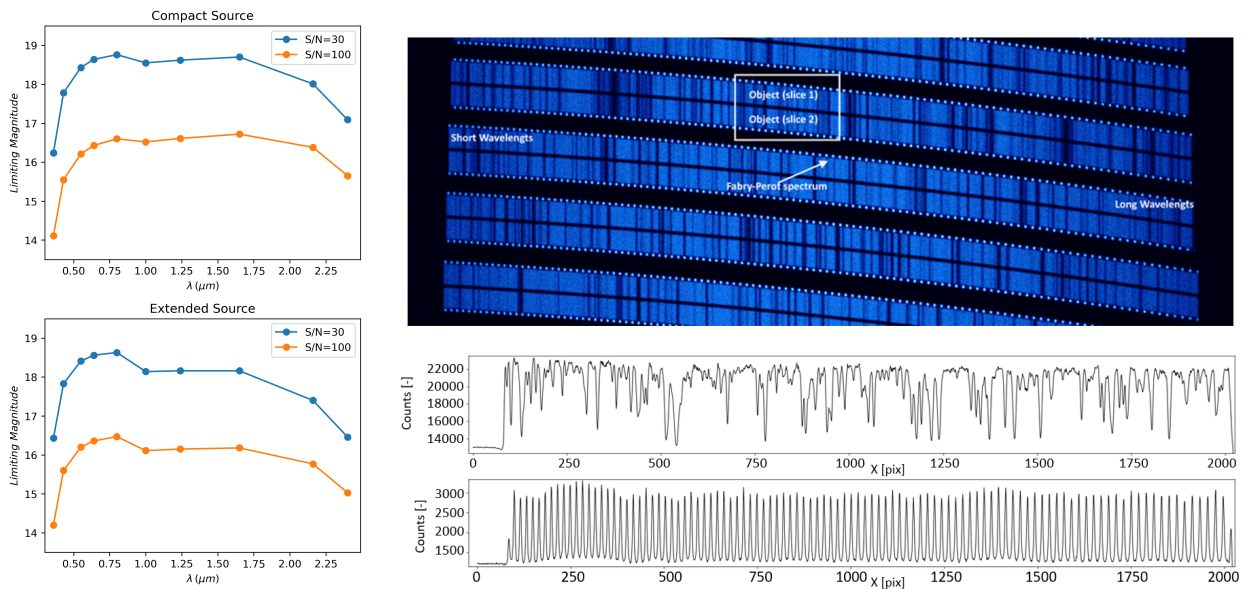 Compact Source
S/N=30
S/N=100
19
18
17
16
15
14
Limiting Magnitude
0.50 0.75 1.00 1.25 1.50 1.75 2.00 2.25
λ (μm)
Extended Source
S/N=30
S/N=100
19
18
17
16
15
14
Limiting Magnitude
0.50 0.75 1.00 1.25 1.50 1.75 2.00 2.25
λ (μm)
Object (slice 1)
Object (slice 2)
Short Wavelengts
Fabry-Perot spectrum
Long Wavelengts
22000
20000
18000
16000
14000
Counts [-]
0 250 500 750 1000 1250 1500 1750 2000
X [pix]
3000
2500
2000
1500
Counts [-]
0 250 500 750 1000 1250 1500 1750 2000
X [pix]